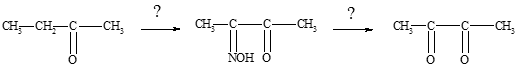 ? ?
CH₃—CH₂—C—CH₃ CH₃—C—C—CH₃ CH₃—C—C—CH₃
O NOH O O O